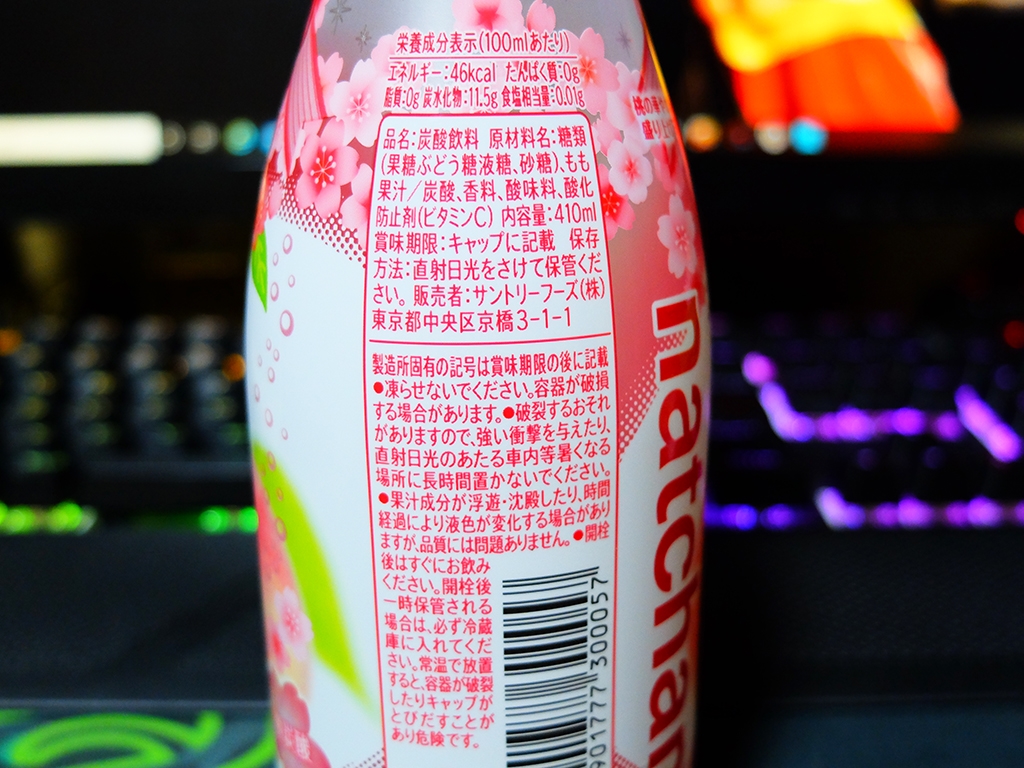 栄養成分表示(100mlあたり)
エネルギー:46kcal たんぱく質:0g
脂質:0g 炭水化物:11.5g 食塩相当量:0.01g
品名:炭酸飲料 原材料名:糖類
(果糖ぶどう糖液糖、砂糖)、もも
果汁/炭酸、香料、酸味料、酸化
防止剤(ビタミンC) 内容量:410ml
賞味期限:キャップに記載 保存
方法:直射日光をさけて保管くだ
さい。 販売者:サントリーフーズ(株)
東京都中央区京橋3-1-1
製造所固有の記号は賞味期限の後に記載
●凍らせないでください。容器が破損
する場合があります。●破裂するおそれ
がありますので、強い衝撃を与えたり、
直射日光のあたる車内等暑くなる
場所に長時間置かないでください。
●果汁成分が浮遊・沈殿したり、時間
経過により液色が変化する場合があり
ますが、品質には問題ありません。●開栓
後はすぐにお飲み
ください。開栓後
一時保管される
場合は、必ず冷蔵
庫に入れてくだ
さい。常温で放置
すると、容器が破裂
したりキャップが
とびだすことが
あり危険です。
901777 300057
桃の
盛り上
natchan